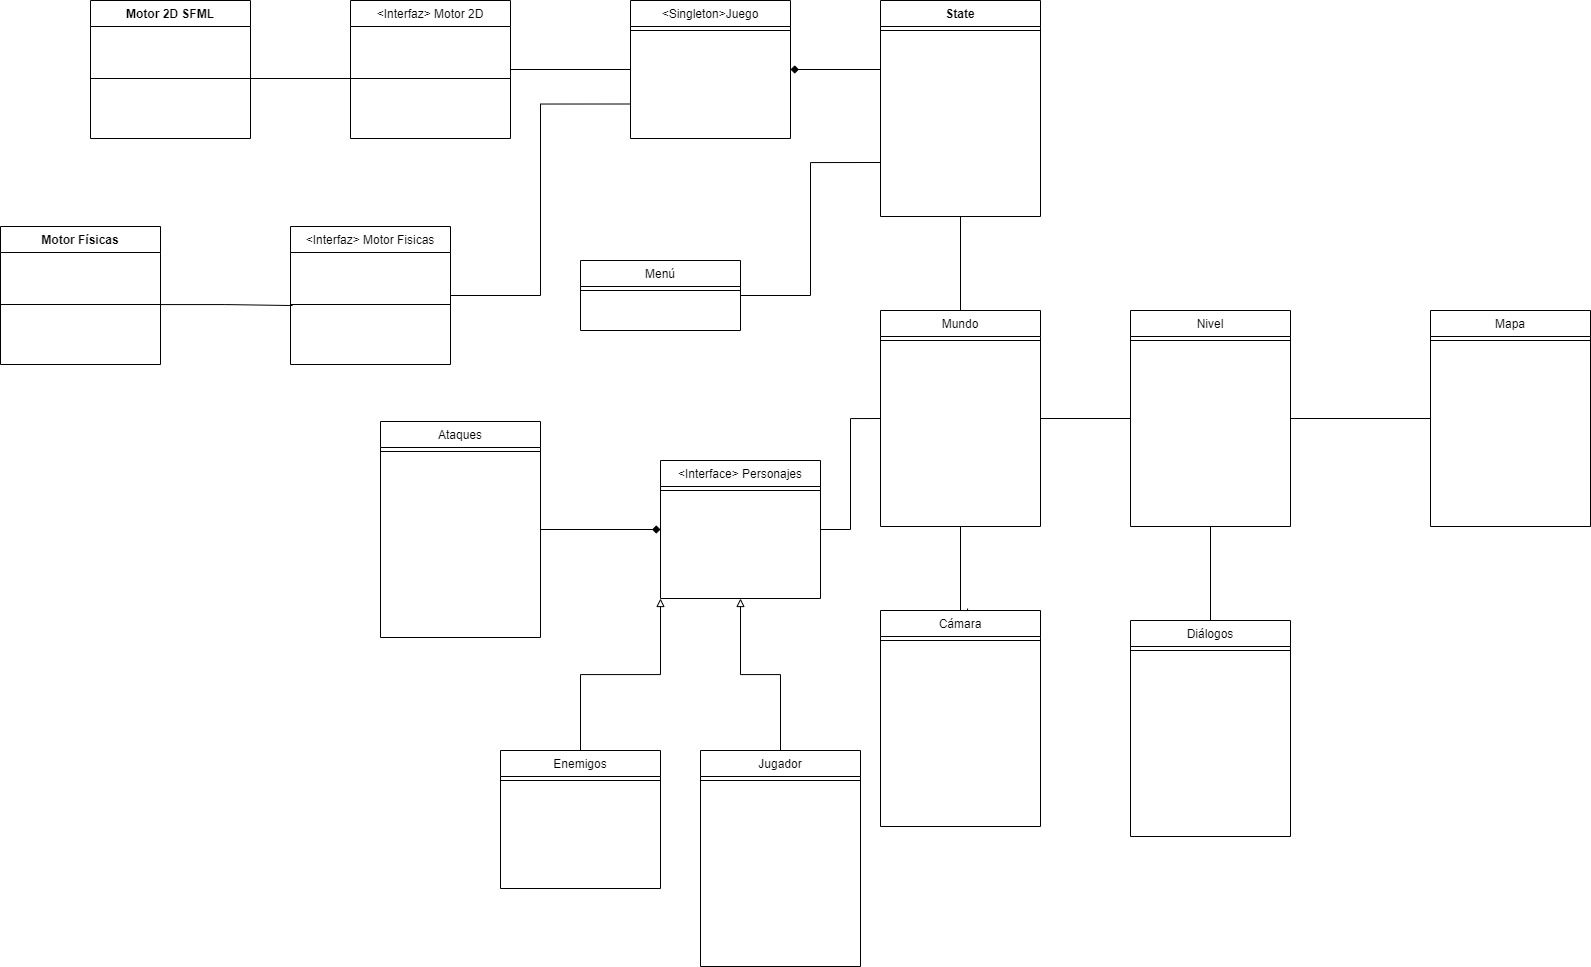 Motor 2D SFML
<Interfaz> Motor 2D
<Singleton>Juego
State
Motor Físicas
<Interfaz> Motor Fisicas
Menú
Mundo
Nivel
Mapa
Ataques
<Interface> Personajes
Cámara
Diálogos
Enemigos
Jugador